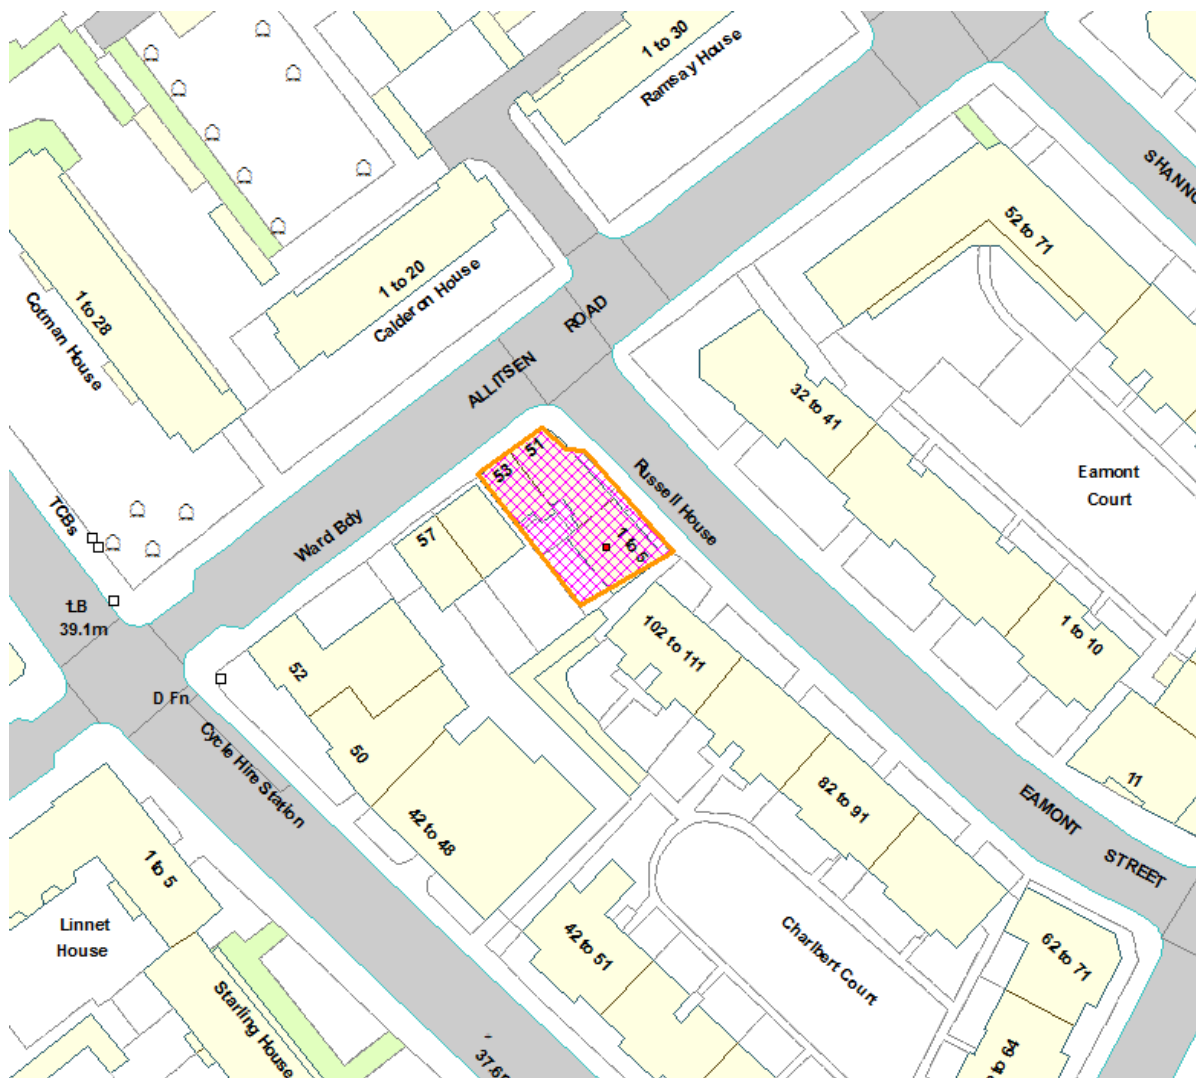 1 to 30
Ramsay House
SHANNO
52 to 71
1 to 20
Calderon House
1 to 28
Cotman House
ALLITSEN ROAD
32 to 41
51
53
Russell House
Eamont
Court
TCBs
Ward Bdy
57
1 to 5
LB
39.1m
1 to 10
102 to 111
52
D Fn
Cycle Hire Station
50
11
82 to 91
EAMONT STREET
42 to 48
1 to 5
Linnet
House
42 to 51
Charlbert Court
62 to 71
Starling House
to 64